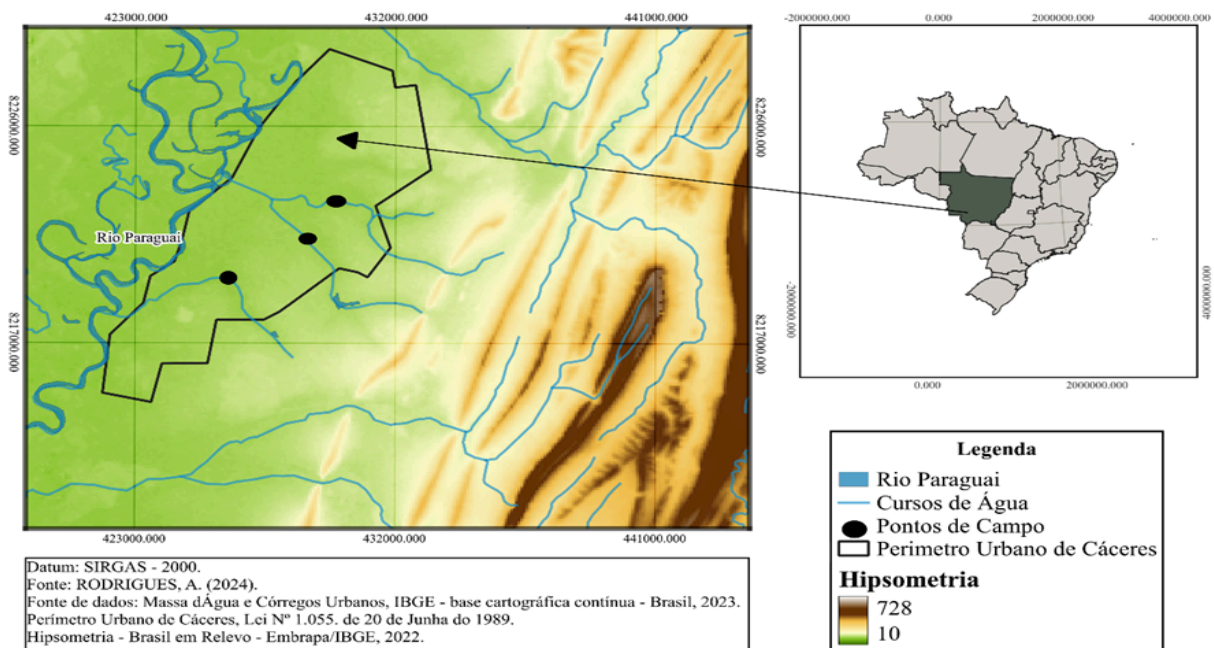 423000.000 432000.000 441000.000
-2000000.000 0.000 2000000.000 4000000.000
8226000.000 8226000.000
Rio Paraguai
8217000.000 8217000.000
-2000000.000 4000000.000
423000.000 432000.000 441000.000
0.000 2000000.000
Legenda
Rio Paraguai
Cursos de Água
Pontos de Campo
Perimetro Urbano de Cáceres
Hipsometria
728
10
Datum: SIRGAS - 2000.
Fonte: RODRIGUES, A. (2024).
Fonte de dados: Massa dÁgua e Córregos Urbanos, IBGE - base cartográfica contínua - Brasil, 2023.
Perímetro Urbano de Cáceres, Lei Nº 1.055. de 20 de Junha do 1989.
Hipsometria - Brasil em Relevo - Embrapa/IBGE, 2022.